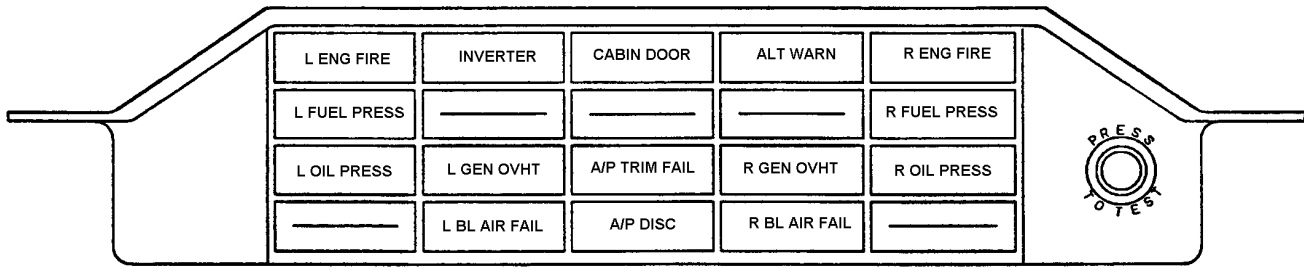 L ENG FIRE INVERTER CABIN DOOR ALT WARN R ENG FIRE
L FUEL PRESS R FUEL PRESS
L OIL PRESS L GEN OVHT A/P TRIM FAIL R GEN OVHT R OIL PRESS
L BL AIR FAIL A/P DISC R BL AIR FAIL
PRESS
TO TEST